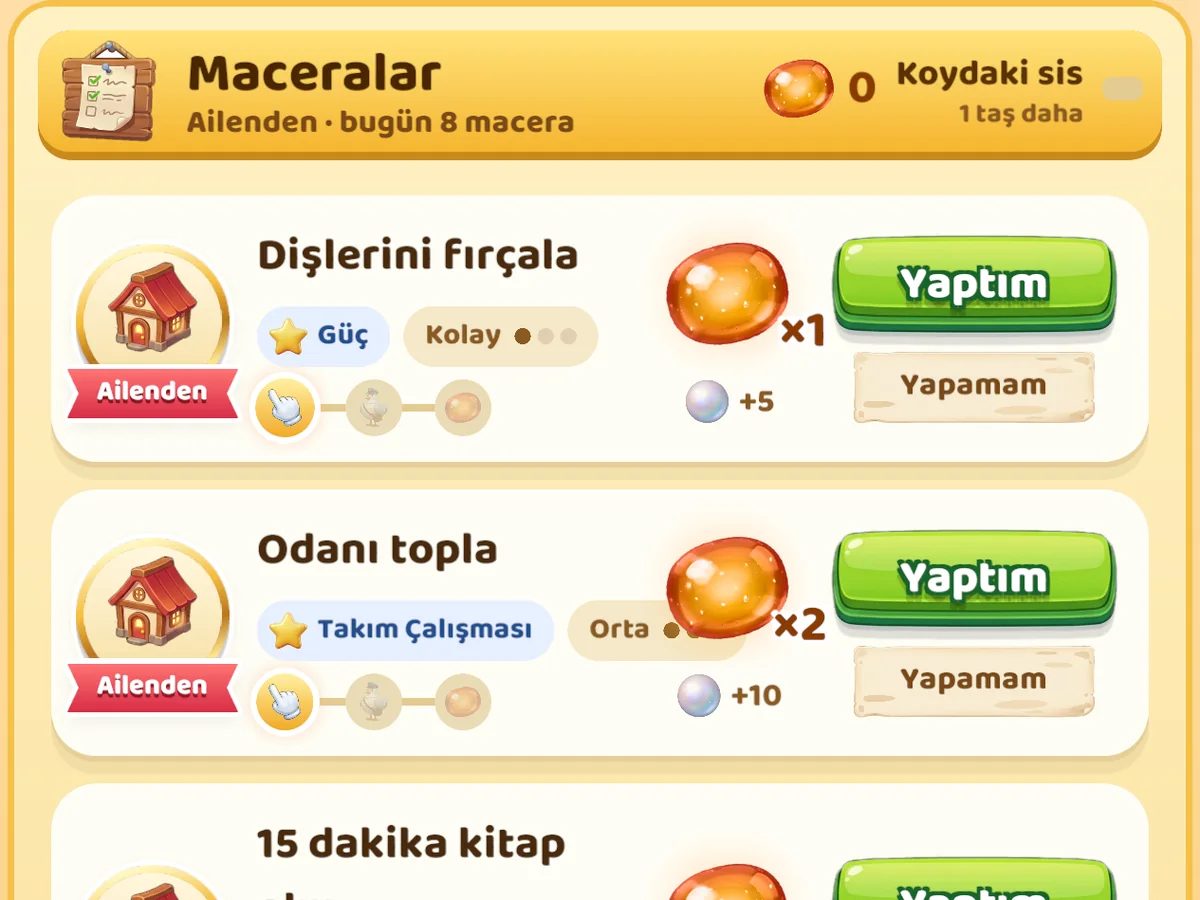 Maceralar
Ailenden · bugün 8 macera
0
Koydaki sis
1 taş daha
Dişlerini fırçala
Güç
Kolay
Ailenden
×1
+5
Yaptım
Yapamam
Odanı topla
Takım Çalışması
Orta
Ailenden
×2
+10
Yaptım
Yapamam
15 dakika kitap
Yaptım